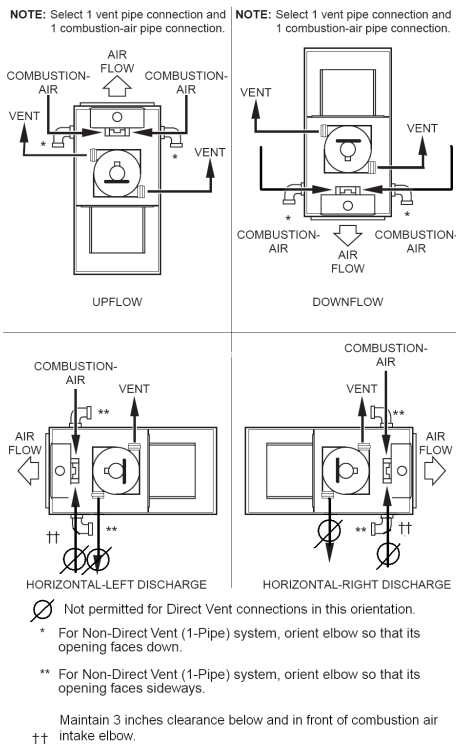 NOTE: Select 1 vent pipe connection and
1 combustion-air pipe connection.
AIR
FLOW
COMBUSTION-
AIR
COMBUSTION-
AIR
VENT
*
*
VENT
UPFLOW
NOTE: Select 1 vent pipe connection and
1 combustion-air pipe connection.
VENT
VENT
*
*
COMBUSTION-
AIR
COMBUSTION-
AIR
AIR
FLOW
DOWNFLOW
COMBUSTION-
AIR
VENT
**
AIR
FLOW
**
††
HORIZONTAL-LEFT DISCHARGE
COMBUSTION-
AIR
VENT
**
AIR
FLOW
**
††
HORIZONTAL-RIGHT DISCHARGE
Not permitted for Direct Vent connections in this orientation.
* For Non-Direct Vent (1-Pipe) system, orient elbow so that its
opening faces down.
** For Non-Direct Vent (1-Pipe) system, orient elbow so that its
opening faces sideways.
Maintain 3 inches clearance below and in front of combustion air
†† intake elbow.